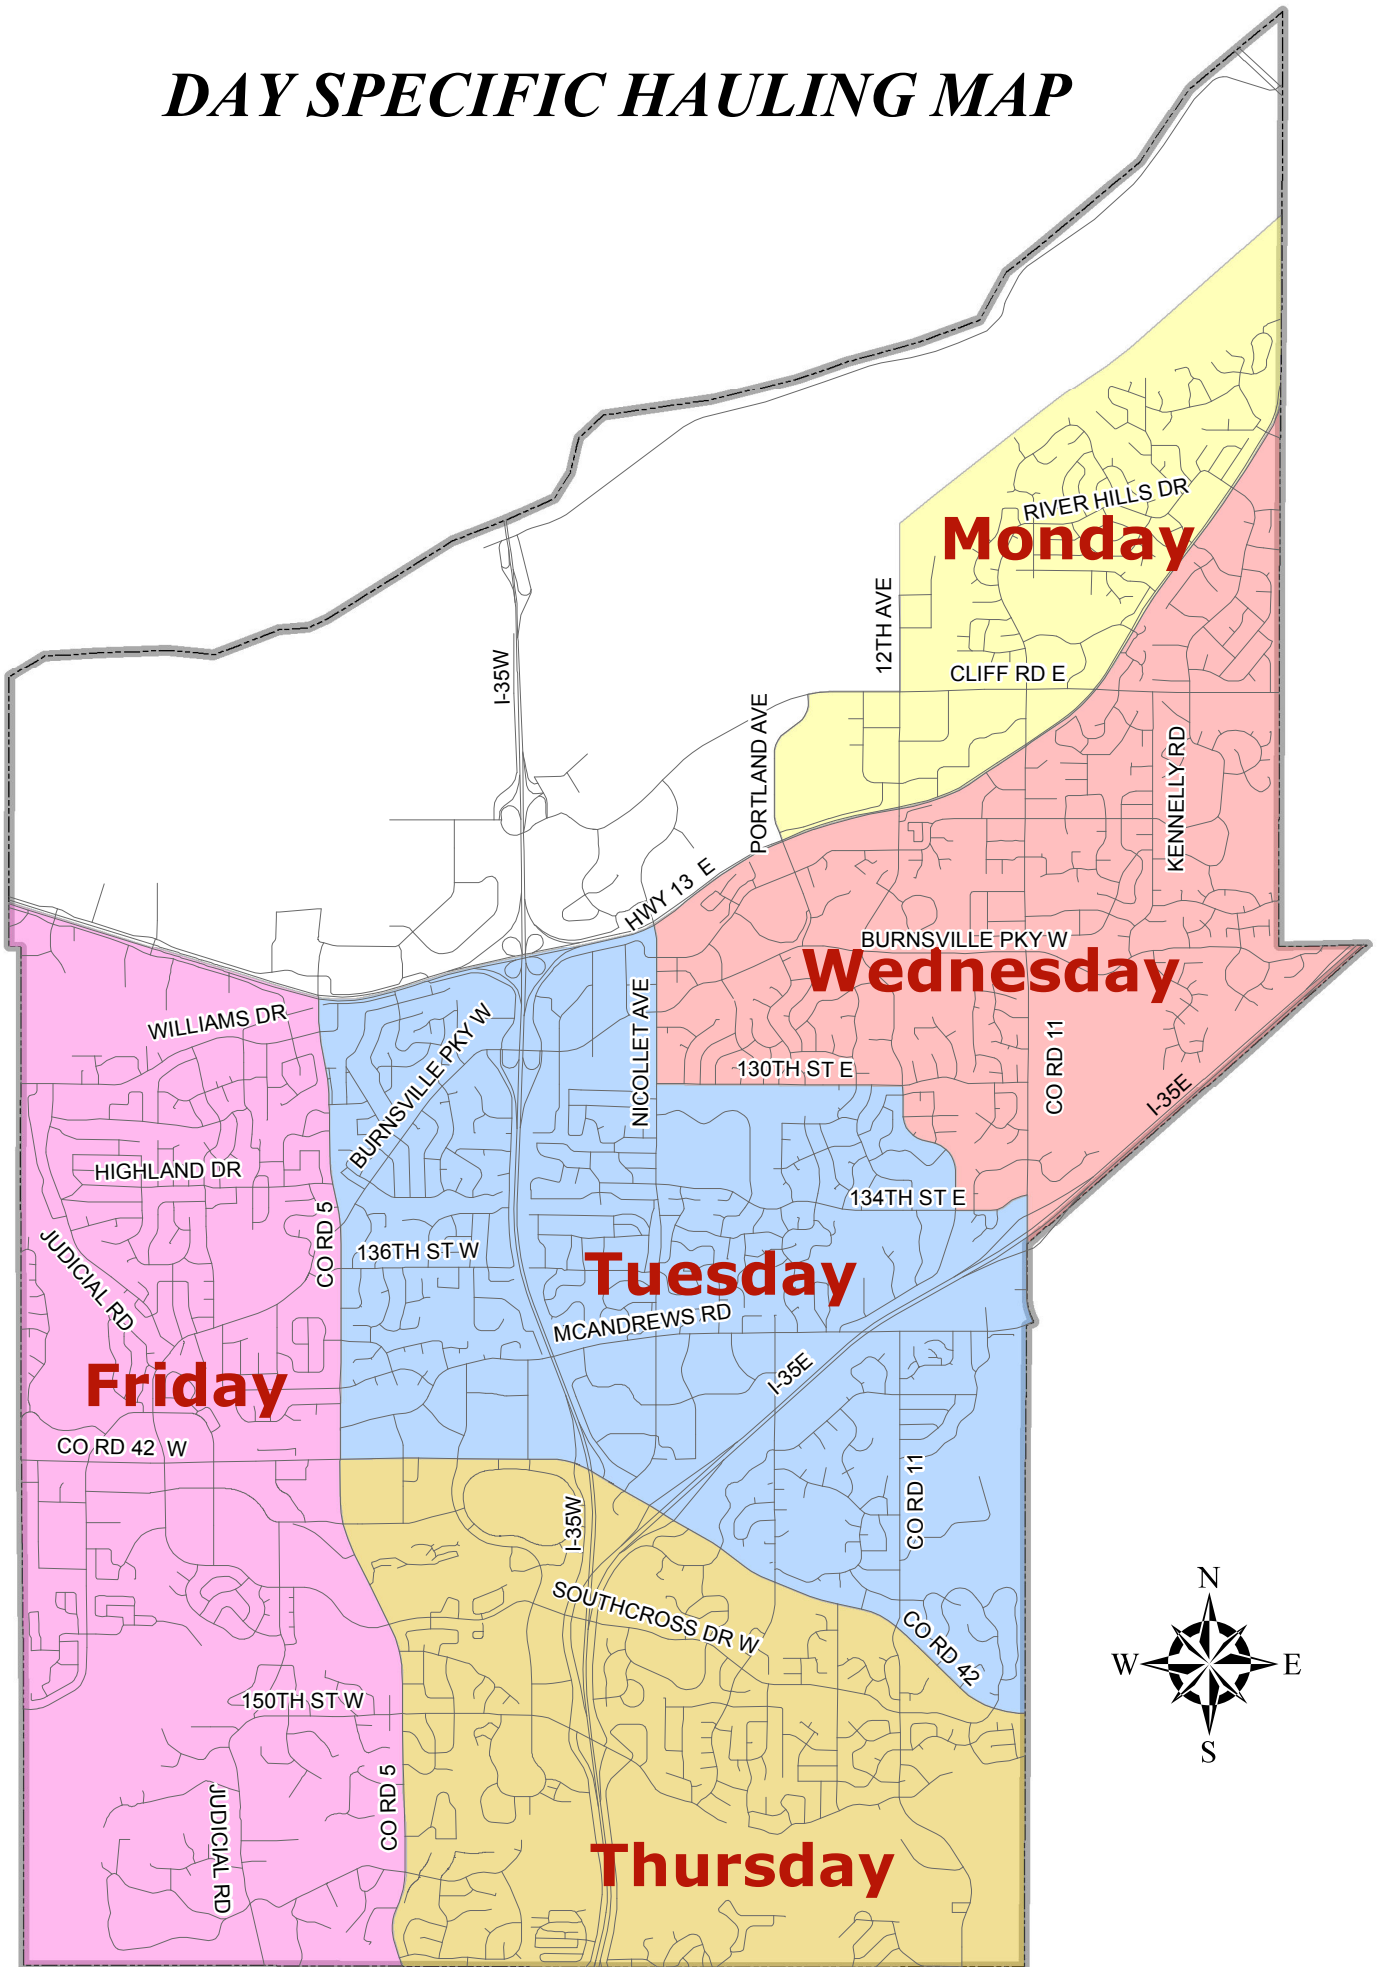 DAY SPECIFIC HAULING MAP
RIVER HILLS DR
Monday
12TH AVE
I-35W
CLIFF RD E
PORTLAND AVE
KENNELLY RD
HWY 13  E
BURNSVILLE PKY W
Wednesday
WILLIAMS DR
BURNSVILLE PKY W
NICOLLET AVE
130TH ST E
CO RD 11
I-35E
HIGHLAND DR
134TH ST E
CO RD 5
JUDICIAL RD
136TH ST W
Tuesday
MCANDREWS RD
Friday
I-35E
CO RD 42  W
CO RD 11
I-35W
SOUTHCROSS DR W
CO RD 42
N
W
E
S
150TH ST W
JUDICIAL RD
CO RD 5
Thursday